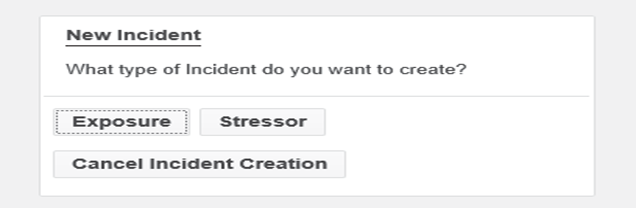 New Incident
What type of Incident do you want to create?
Exposure Stressor
Cancel Incident Creation